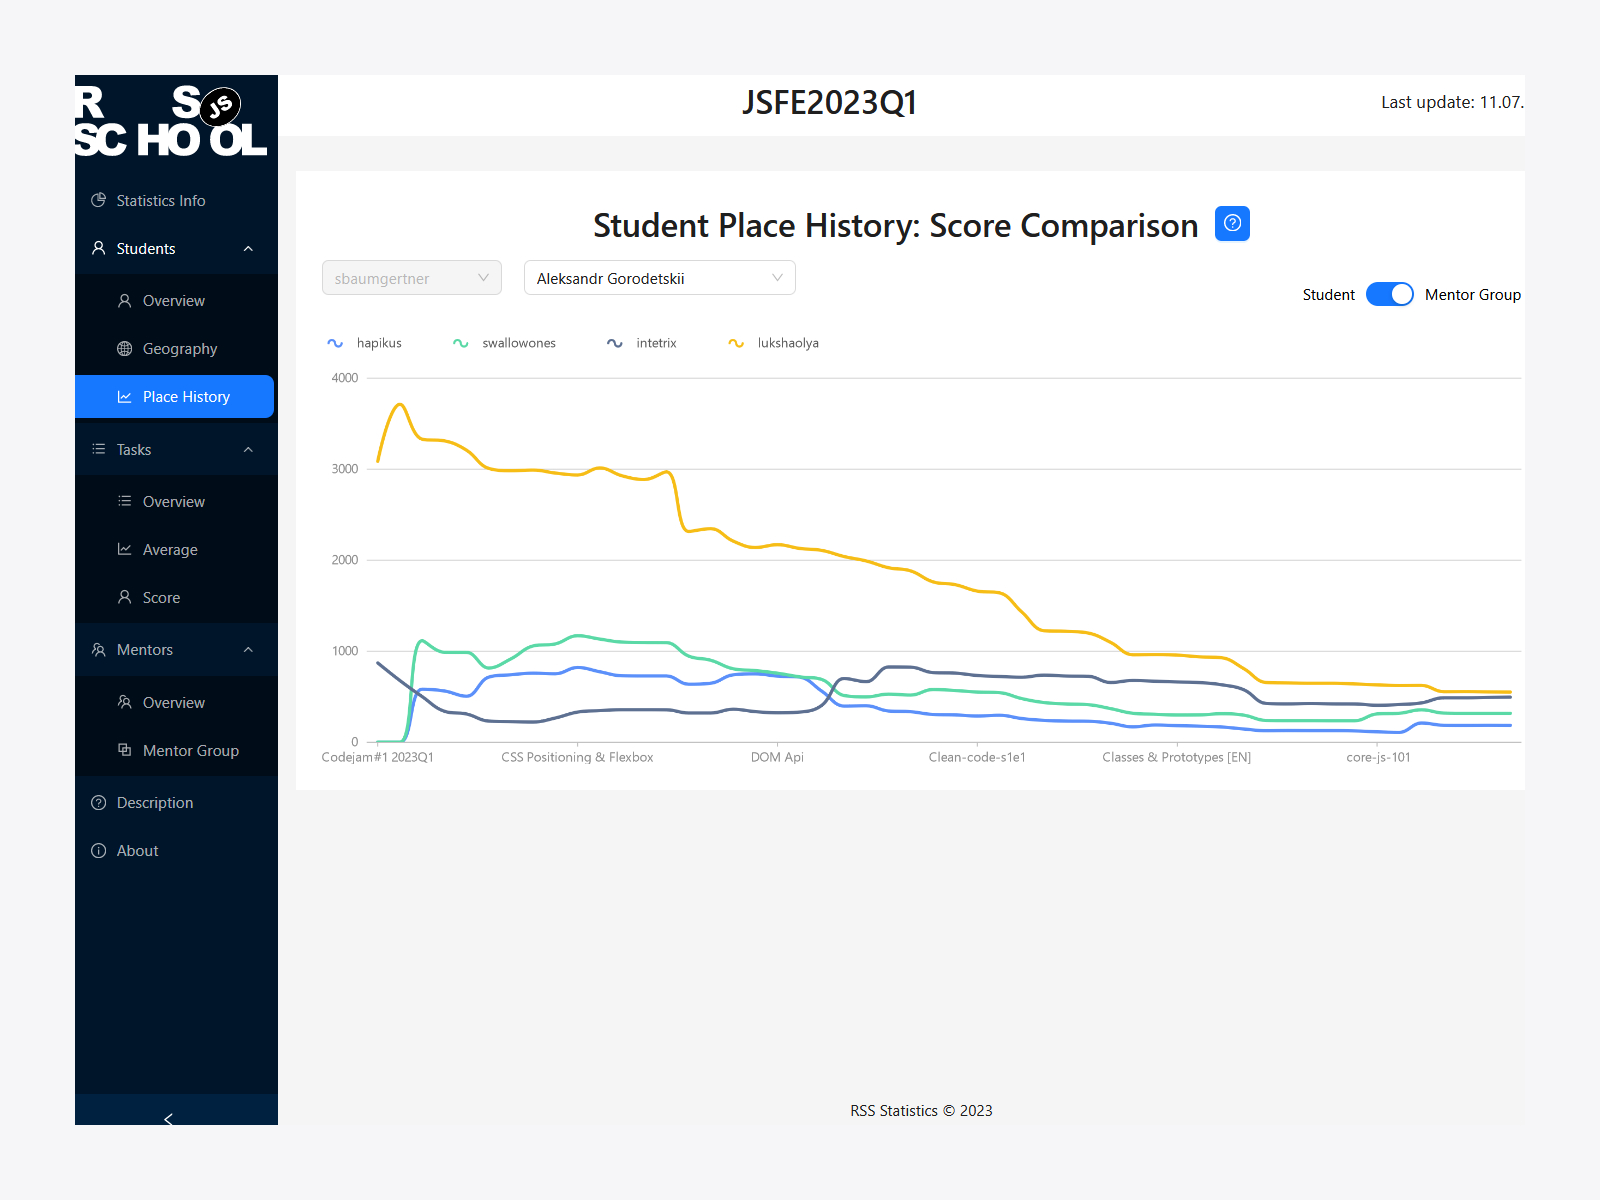 R S JS
SCHOOL
JSFE2023Q1
Last update: 11.07.
Statistics Info
Students
Overview
Geography
Place History
Tasks
Overview
Average
Score
Mentors
Overview
Mentor Group
Description
About
Student Place History: Score Comparison
sbaumgertner
Aleksandr Gorodetskii
Student
Mentor Group
hapikus
swallowones
intetrix
lukshaolya
4000
3000
2000
1000
0
Codejam#1 2023Q1
CSS Positioning & Flexbox
DOM Api
Clean-code-s1e1
Classes & Prototypes [EN]
core-js-101
RSS Statistics © 2023